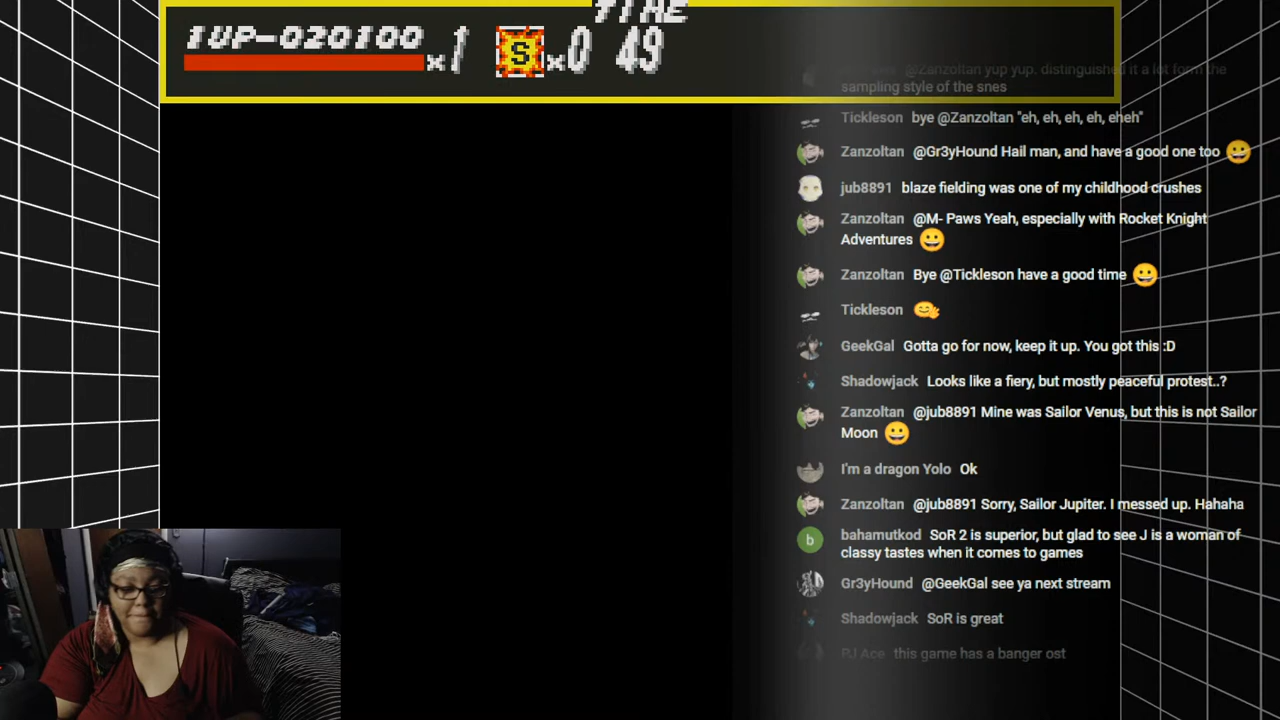 TIME
1UP-020100
×1 S ×0 49
@Zanzoltan yup yup. distinguished it a lot form the
sampling style of the snes
Tickleson bye @Zanzoltan "eh, eh, eh, eh, eheh"
Zanzoltan @Gr3yHound Hail man, and have a good one too 😀
jub8891 blaze fielding was one of my childhood crushes
Zanzoltan @M- Paws Yeah, especially with Rocket Knight
Adventures 😀
Zanzoltan Bye @Tickleson have a good time 😀
Tickleson
GeekGal Gotta go for now, keep it up. You got this :D
Shadowjack Looks like a fiery, but mostly peaceful protest..?
Zanzoltan @jub8891 Mine was Sailor Venus, but this is not Sailor
Moon 😀
I'm a dragon Yolo Ok
Zanzoltan @jub8891 Sorry, Sailor Jupiter. I messed up. Hahaha
b bahamutkod SoR 2 is superior, but glad to see J is a woman of
classy tastes when it comes to games
Gr3yHound @GeekGal see ya next stream
Shadowjack SoR is great
RJ Ace this game has a banger ost